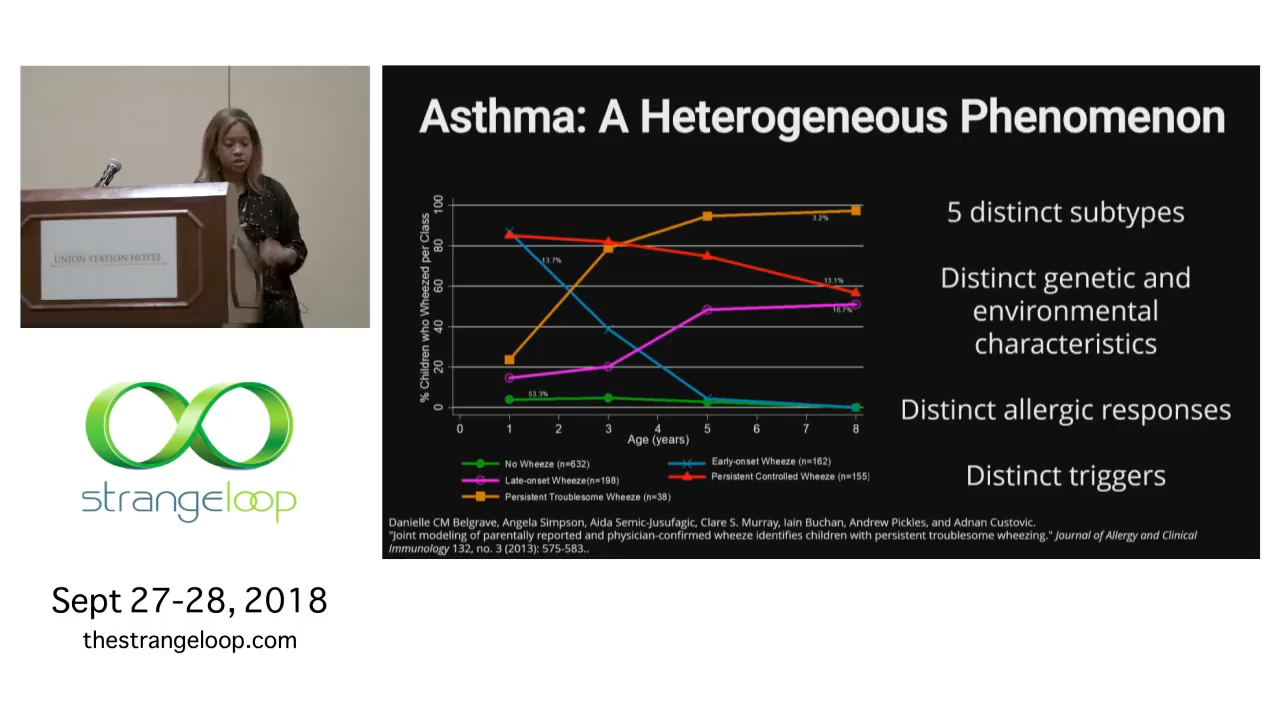 Asthma: A Heterogeneous Phenomenon
UNION STATION HOTEL
% Children who Wheezed per Class
100
80
60
40
20
0
3.2%
13.7%
13.1%
16.7%
53.3%
0 1 2 3 4 5 6 7 8
Age (years)
No Wheeze (n=632)
Late-onset Wheeze(n=198)
Persistent Troublesome Wheeze (n=38)
Early-onset Wheeze (n=162)
Persistent Controlled Wheeze (n=155)
5 distinct subtypes
Distinct genetic and
environmental
characteristics
Distinct allergic responses
Distinct triggers
Danielle CM Belgrave, Angela Simpson, Aida Semic-Jusufagic, Clare S. Murray, Iain Buchan, Andrew Pickles, and Adnan Custovic.
"Joint modeling of parentally reported and physician-confirmed wheeze identifies children with persistent troublesome wheezing." Journal of Allergy and Clinical
Immunology 132, no. 3 (2013): 575-583..
strangeloop
Sept 27-28, 2018
thestrangeloop.com